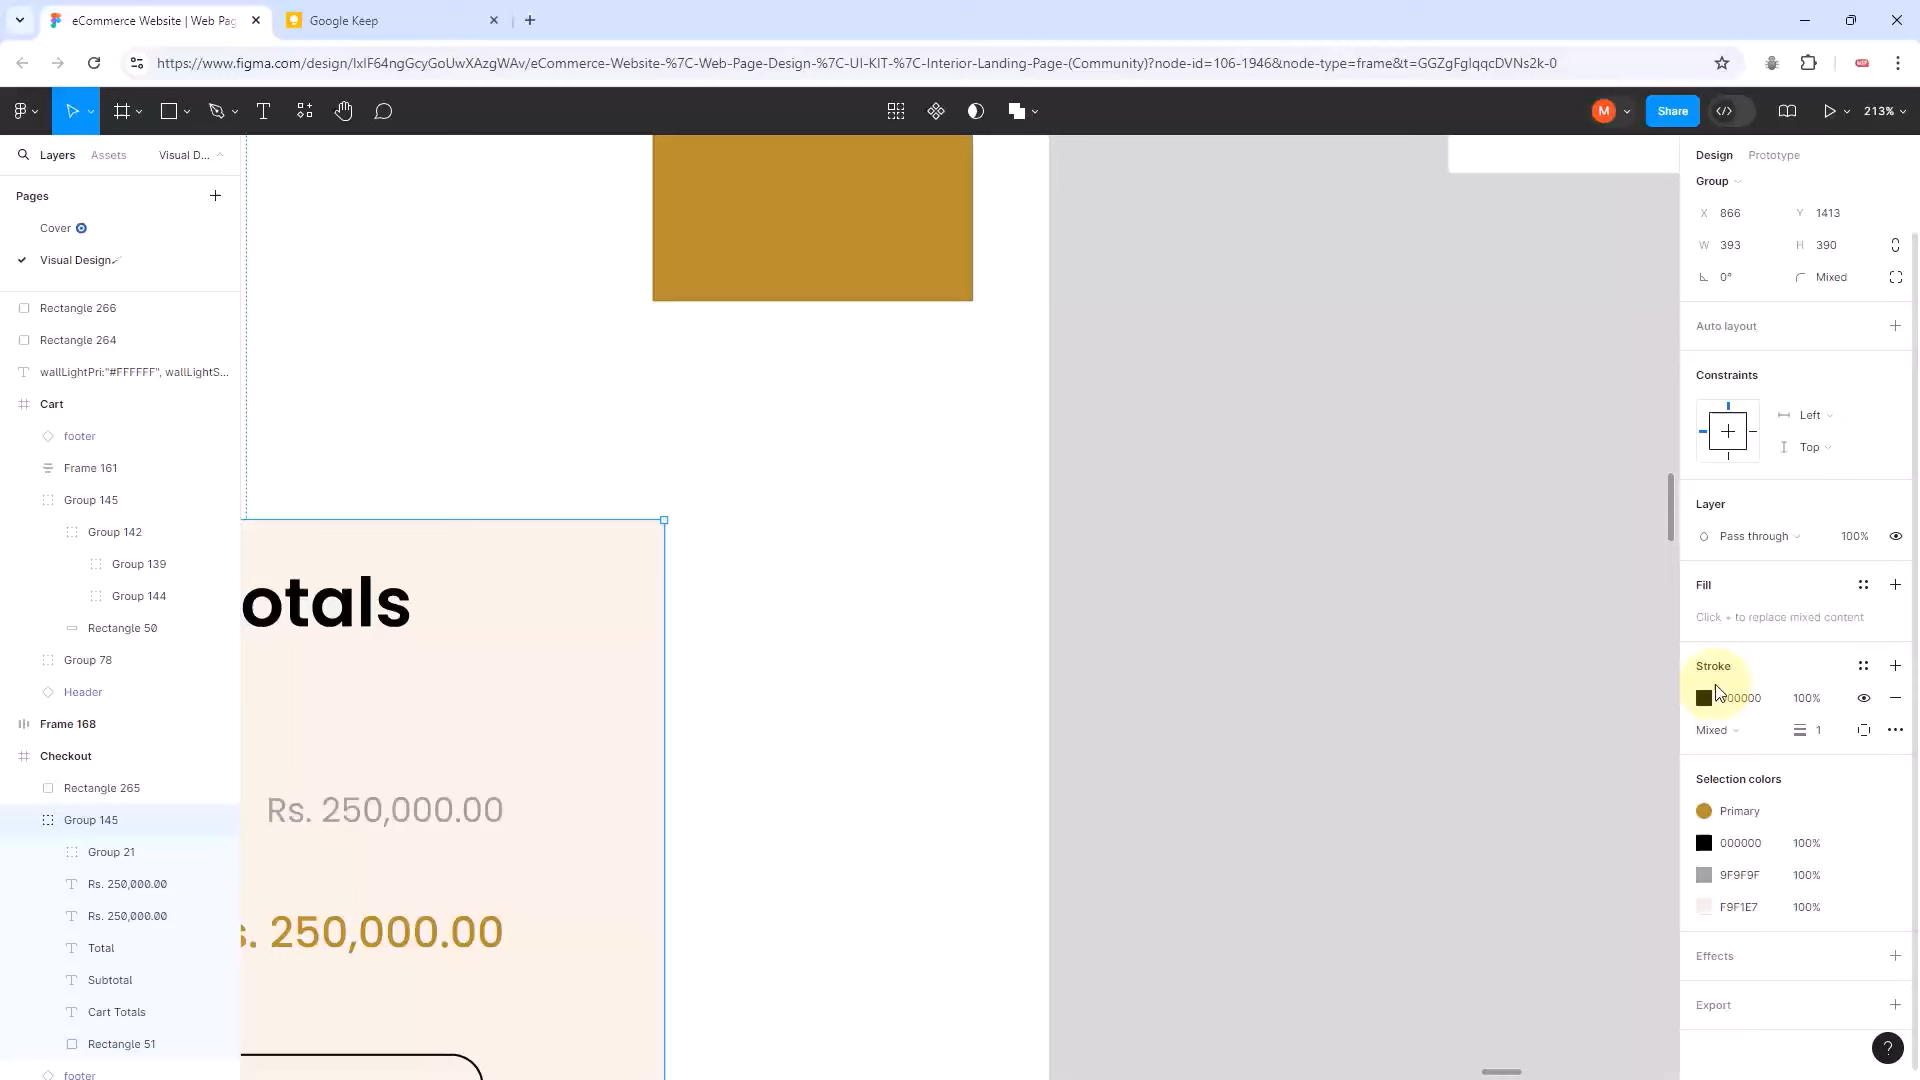 eCommerce Website | Web Pag
Google Keep
https://www.figma.com/design/IxIF64ngGcyGoUwXAzgWAv/eCommerce-Website-%7C-Web-Page-Design-%7C-UI-KIT-%7C-Interior-Landing-Page-(Community)?node-id=106-1946&node-type=frame&t=GGZgFgIqqcDVNs2k-0
M
Share
213%
Layers
Assets
Visual D...
Pages
Cover
Visual Design
Rectangle 266
Rectangle 264
wallLightPri:"#FFFFFF", wallLightS...
Cart
footer
Frame 161
Group 145
Group 142
Group 139
Group 144
Rectangle 50
Group 78
Header
Frame 168
Checkout
Rectangle 265
Group 145
Group 21
Rs. 250,000.00
Rs. 250,000.00
Total
Subtotal
Cart Totals
Rectangle 51
footer
otals
Rs. 250,000.00
s. 250,000.00
Design
Prototype
Group
X 866
Y 1413
W 393
H 390
0°
Mixed
Auto layout
Constraints
Left
Top
Layer
Pass through
100%
Fill
Click + to replace mixed content
Stroke
00000
100%
Mixed
1
Selection colors
Primary
000000 100%
9F9F9F 100%
F9F1E7 100%
Effects
Export
?